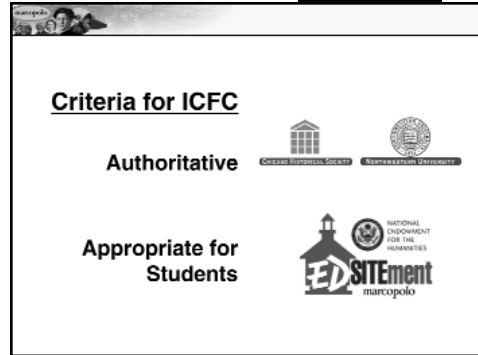 marcopolo
Criteria for ICFC
Authoritative
CHICAGO HISTORICAL SOCIETY
NORTHWESTERN UNIVERSITY
Appropriate for
Students
NATIONAL
ENDOWMENT
FOR THE
HUMANITIES
EDSITEment
marcopolo